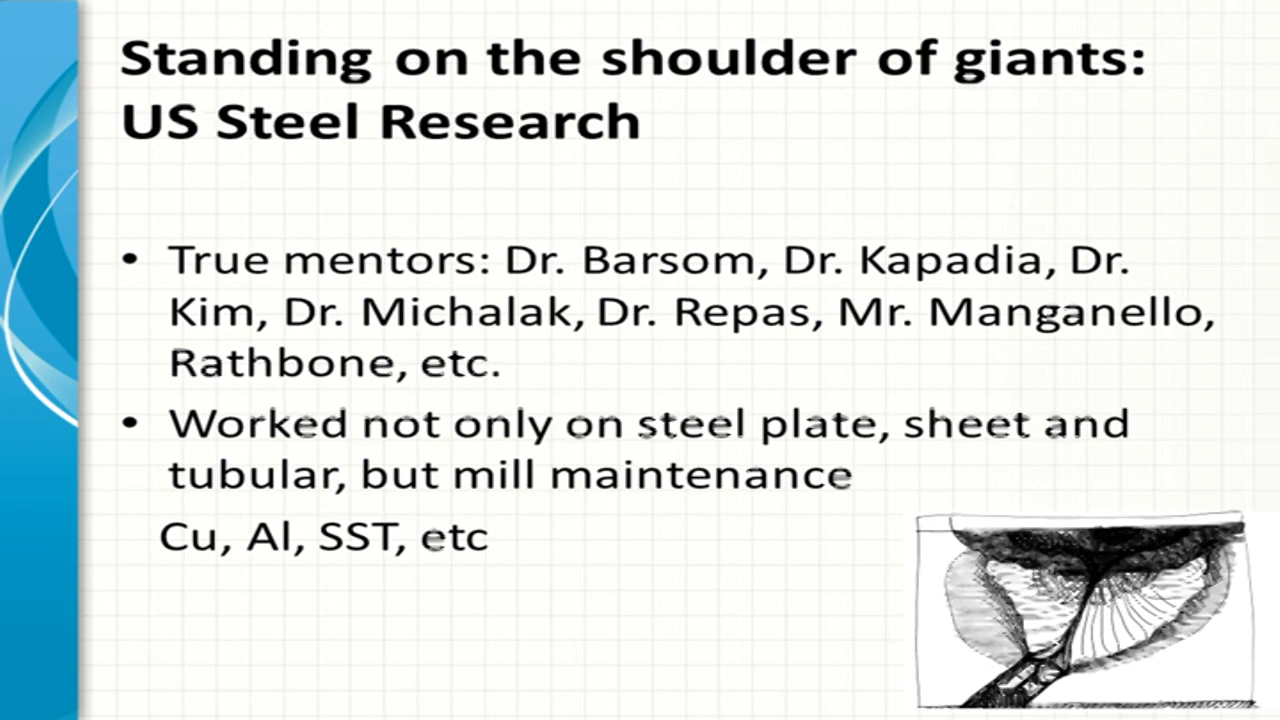 Standing on the shoulder of giants:
US Steel Research
• True mentors: Dr. Barsom, Dr. Kapadia, Dr.
Kim, Dr. Michalak, Dr. Repas, Mr. Manganello,
Rathbone, etc.
• Worked not only on steel plate, sheet and
tubular, but mill maintenance
Cu, Al, SST, etc